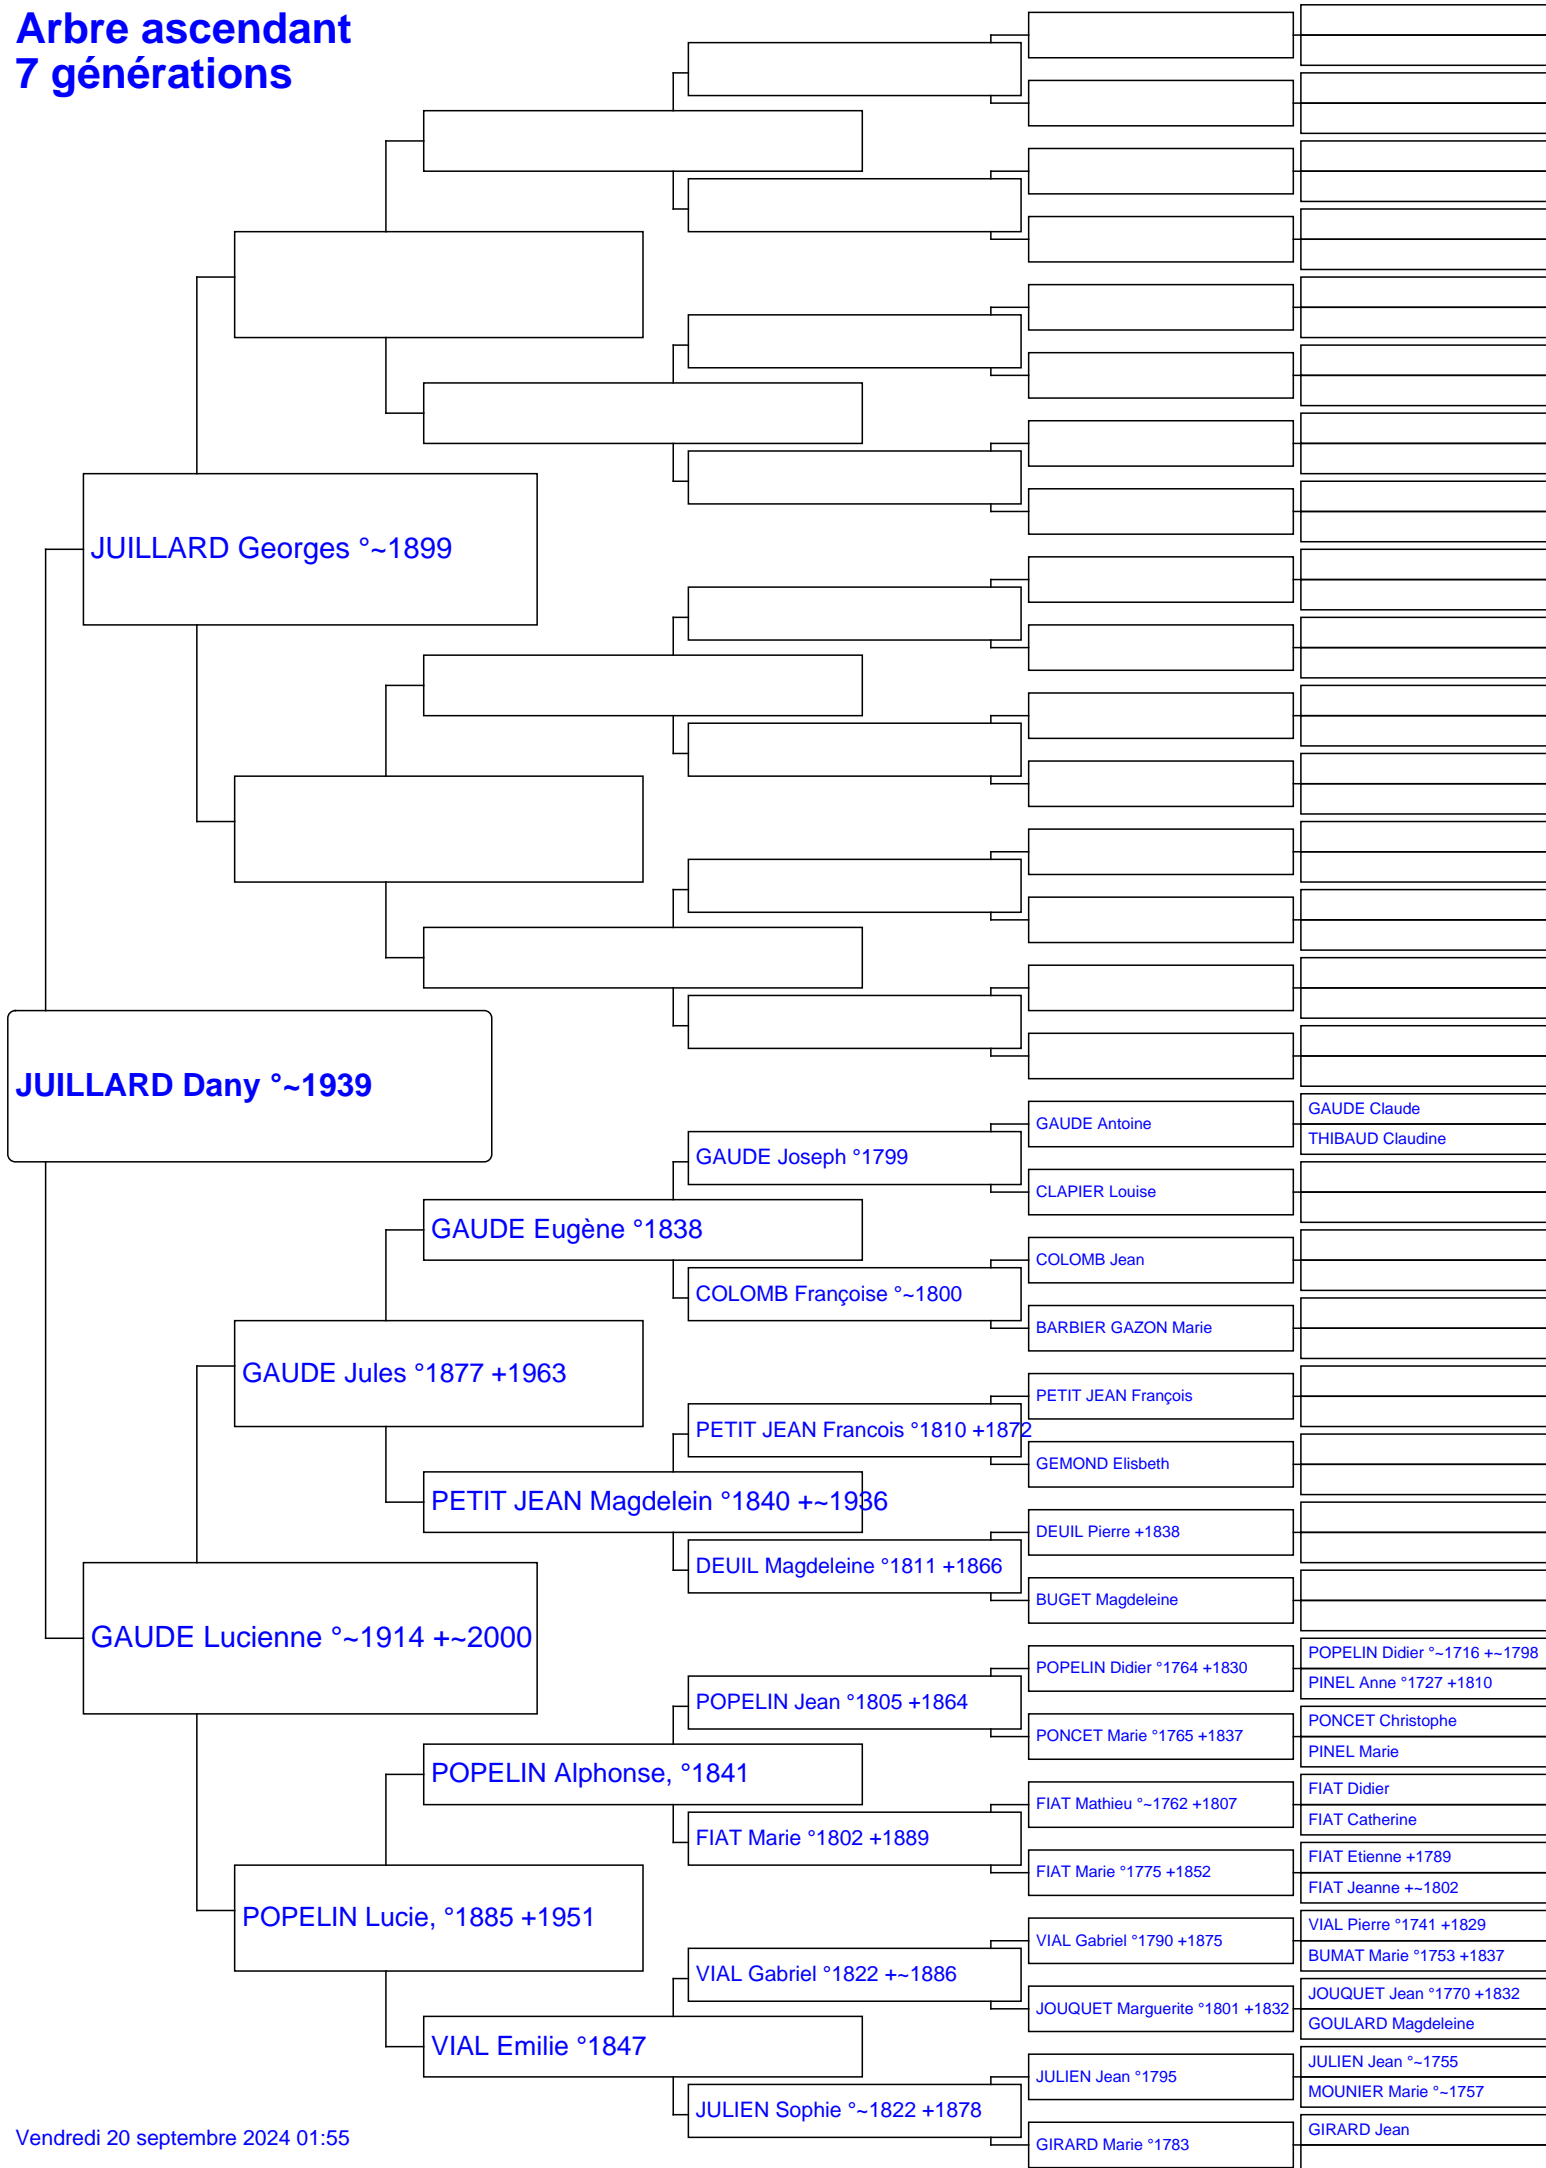 Arbre ascendant
7 générations
JUILLARD Georges °~1899
JUILLARD Dany °~1939
GAUDE Claude
GAUDE Antoine
THIBAUD Claudine
GAUDE Joseph °1799
CLAPIER Louise
GAUDE Eugène °1838
COLOMB Jean
COLOMB Françoise °~1800
BARBIER GAZON Marie
GAUDE Jules °1877 +1963
PETIT JEAN François
PETIT JEAN Francois °1810 +1872
GEMOND Elisbeth
PETIT JEAN Magdelein °1840 +~1936
DEUIL Pierre +1838
DEUIL Magdeleine °1811 +1866
BUGET Magdeleine
GAUDE Lucienne °~1914 +~2000
POPELIN Didier °~1716 +~1798
POPELIN Didier °1764 +1830
PINEL Anne °1727 +1810
POPELIN Jean °1805 +1864
PONCET Christophe
PONCET Marie °1765 +1837
PINEL Marie
POPELIN Alphonse, °1841
FIAT Didier
FIAT Mathieu °~1762 +1807
FIAT Catherine
FIAT Marie °1802 +1889
FIAT Etienne +1789
FIAT Marie °1775 +1852
FIAT Jeanne +~1802
POPELIN Lucie, °1885 +1951
VIAL Pierre °1741 +1829
VIAL Gabriel °1790 +1875
BUMAT Marie °1753 +1837
VIAL Gabriel °1822 +~1886
JOUQUET Jean °1770 +1832
JOUQUET Marguerite °1801 +1832
GOULARD Magdeleine
VIAL Emilie °1847
JULIEN Jean °~1755
JULIEN Jean °1795
MOUNIER Marie °~1757
JULIEN Sophie °~1822 +1878
GIRARD Jean
GIRARD Marie °1783
Vendredi 20 septembre 2024 01:55